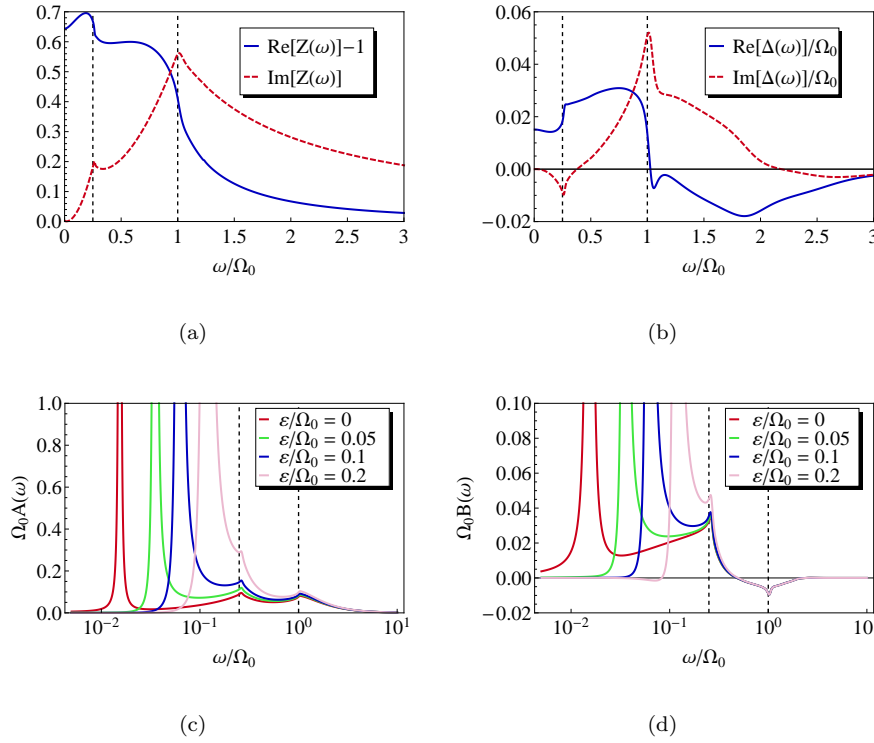 0.7
0.6
0.5
0.4
0.3
0.2
0.1
0.0
0
0.5
1
1.5
2
2.5
3
Re[Z(ω)]−1
Im[Z(ω)]
ω/Ω₀
(a)
0.06
0.04
0.02
0.00
−0.02
0
0.5
1
1.5
2
2.5
3
Re[Δ(ω)]/Ω₀
Im[Δ(ω)]/Ω₀
ω/Ω₀
(b)
Ω₀A(ω)
1.0
0.8
0.6
0.4
0.2
0.0
10⁻²
10⁻¹
10⁰
10¹
ε/Ω₀ = 0
ε/Ω₀ = 0.05
ε/Ω₀ = 0.1
ε/Ω₀ = 0.2
ω/Ω₀
(c)
Ω₀B(ω)
0.10
0.08
0.06
0.04
0.02
0.00
−0.02
10⁻²
10⁻¹
10⁰
10¹
ε/Ω₀ = 0
ε/Ω₀ = 0.05
ε/Ω₀ = 0.1
ε/Ω₀ = 0.2
ω/Ω₀
(d)